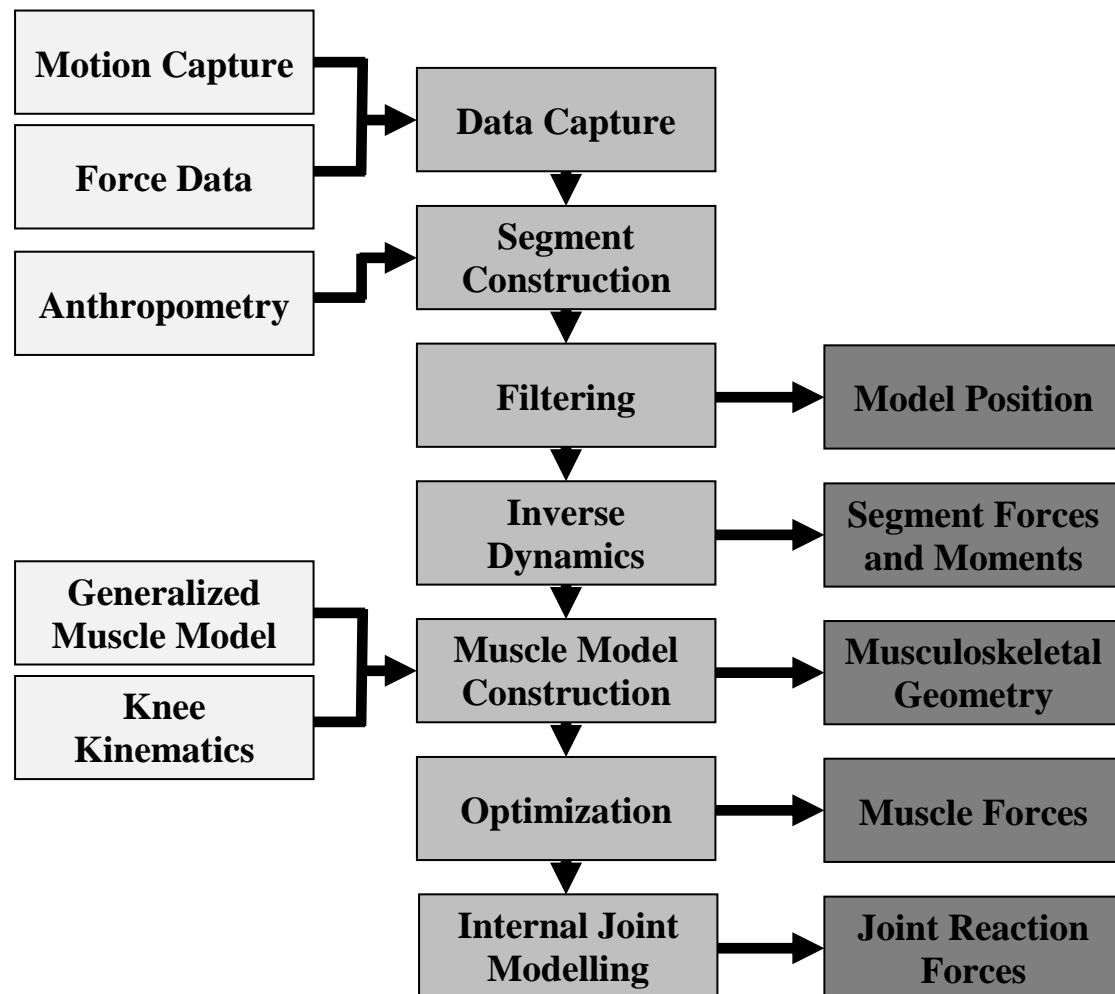 Motion Capture
Force Data
Data Capture
Anthropometry
Segment
Construction
Filtering
Model Position
Inverse
Dynamics
Segment Forces
and Moments
Generalized
Muscle Model
Knee
Kinematics
Muscle Model
Construction
Musculoskeletal
Geometry
Optimization
Muscle Forces
Internal Joint
Modelling
Joint Reaction
Forces